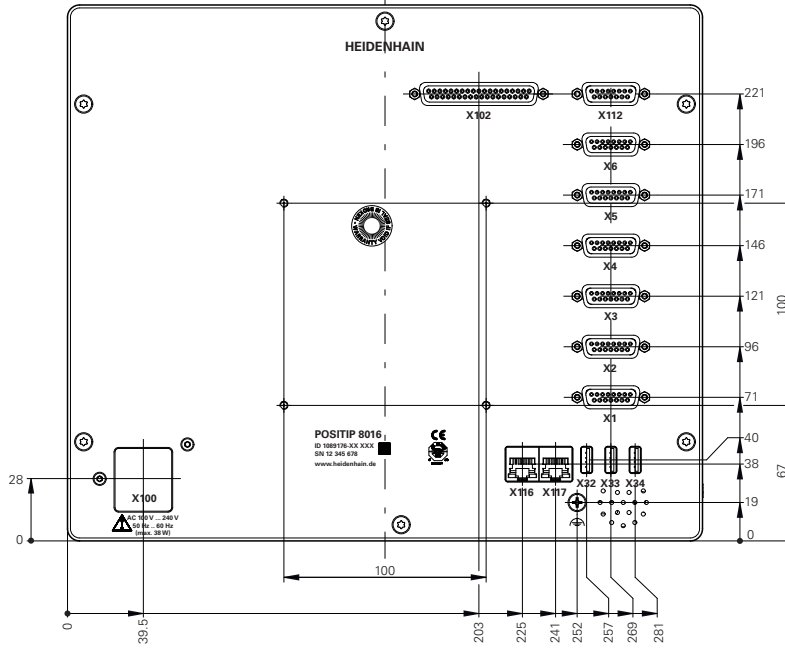 HEIDENHAIN
X102
X112
221
X6
196
X5
171
WARRANTY VOID IF
X4
146
X3
121
100
X2
96
X1
71
POSITIP 8016
ID 1089176-XX XXX
SN 12 345 678
www.heidenhain.de
CE
40
38
67
X116
X117
X32
X33
X34
28
X100
19
AC 100 V ... 240 V
50 Hz ... 60 Hz
(max. 38 W)
0
0
100
0
39.5
203
225
241
252
257
269
281